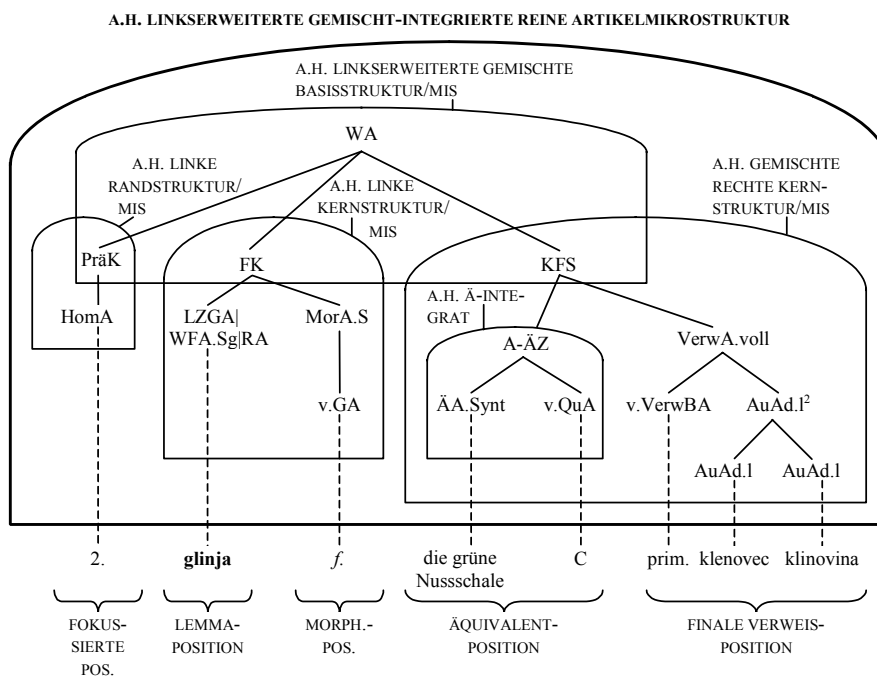 A.H. LINKSERWEITERTE GEMISCHT-INTEGRIERTE REINE ARTIKELMIKROSTRUKTUR
A.H. LINKSERWEITERTE GEMISCHTE
BASISSTRUKTUR/MIS
WA
A.H. LINKE
RANDSTRUKTUR/
MIS
A.H. LINKE
KERNSTRUKTUR/
MIS
A.H. GEMISCHTE
RECHTE KERN-
STRUKTUR/MIS
PräK
FK
KFS
A.H. Ä-INTE-
GRAT
HomA
LZGA|
WFA.Sg|RA
MorA.S
A-ÄZ
VerwA.voll
v.GA
ÄA.Synt
v.QuA
v.VerwBA
AuAd.l²
AuAd.l
AuAd.l
2.
glinja
f.
die grüne
Nussschale
C
prim.
klenovec
klinovina
FOKUS-
SIERTE
POS.
LEMMA-
POSITION
MORPH.-
POS.
ÄQUIVALENT-
POSITION
FINALE VERWEIS-
POSITION